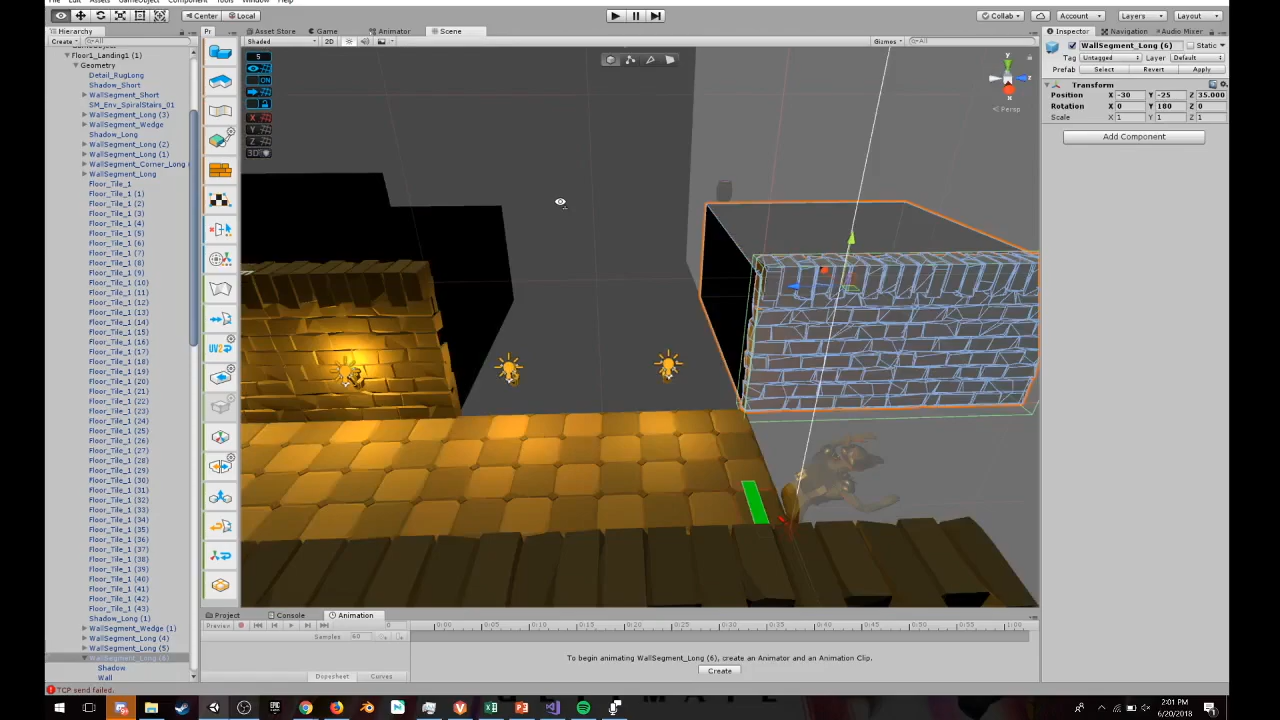 File Edit Assets GameObject Component Tools Window Help
Center Local Collab Account Layers Layout
Hierarchy Pr Asset Store Game Animator Scene Inspector Navigation Audio Mixer
Create All Shaded 2D Gizmos All
Floor1_Landing1 (1)
Geometry
Detail_RugLong
Shadow_Short
WallSegment_Short
SM_Env_SpiralStairs_01
WallSegment_Long (3)
WallSegment_Wedge
Shadow_Long
WallSegment_Long (2)
WallSegment_Long (1)
WallSegment_Corner_Long
WallSegment_Long
Floor_Tile_1
Floor_Tile_1 (1)
Floor_Tile_1 (2)
Floor_Tile_1 (3)
Floor_Tile_1 (4)
Floor_Tile_1 (5)
Floor_Tile_1 (6)
Floor_Tile_1 (7)
Floor_Tile_1 (8)
Floor_Tile_1 (9)
Floor_Tile_1 (10)
Floor_Tile_1 (11)
Floor_Tile_1 (12)
Floor_Tile_1 (13)
Floor_Tile_1 (14)
Floor_Tile_1 (15)
Floor_Tile_1 (16)
Floor_Tile_1 (17)
Floor_Tile_1 (18)
Floor_Tile_1 (19)
Floor_Tile_1 (20)
Floor_Tile_1 (21)
Floor_Tile_1 (22)
Floor_Tile_1 (23)
Floor_Tile_1 (24)
Floor_Tile_1 (25)
Floor_Tile_1 (26)
Floor_Tile_1 (27)
Floor_Tile_1 (28)
Floor_Tile_1 (29)
Floor_Tile_1 (30)
Floor_Tile_1 (31)
Floor_Tile_1 (32)
Floor_Tile_1 (33)
Floor_Tile_1 (34)
Floor_Tile_1 (35)
Floor_Tile_1 (36)
Floor_Tile_1 (37)
Floor_Tile_1 (38)
Floor_Tile_1 (39)
Floor_Tile_1 (40)
Floor_Tile_1 (41)
Floor_Tile_1 (42)
Floor_Tile_1 (43)
Shadow_Long (1)
WallSegment_Wedge (1)
WallSegment_Long (4)
WallSegment_Long (5)
WallSegment_Long (6)
Shadow
Wall
UV2
5
ON
X
Y
Z
3D
y
z
x
Persp
WallSegment_Long (6) Static
Tag Untagged Layer Default
Prefab Select Revert Apply
Transform
Position X -30 Y -25 Z 35.000
Rotation X 0 Y 180 Z 0
Scale X 1 Y 1 Z 1
Add Component
Project Console Animation
Preview 0 0:00 0:05 0:10 0:15 0:20 0:25 0:30 0:35 0:40 0:45 0:50 0:55 1:00
Samples 60
To begin animating WallSegment_Long (6), create an Animator and an Animation Clip.
Create
Dopesheet Curves
TCP send failed.
2:01 PM
6/20/2018